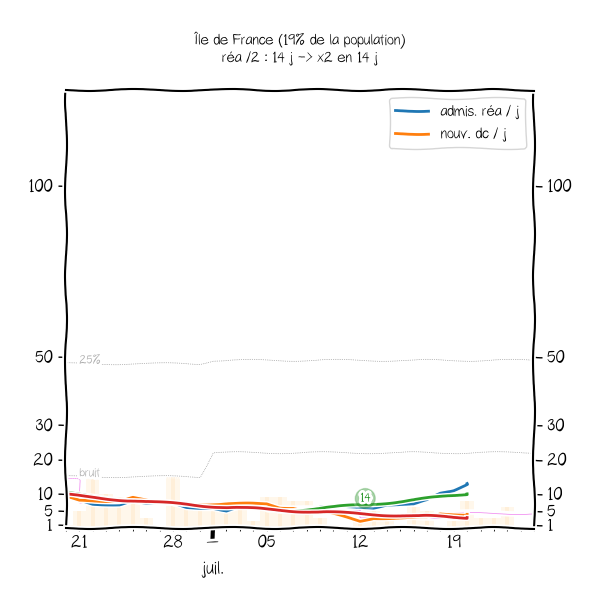 Île de France (19% de la population)
réa /2 : 14 j -> x2 en 14 j
admis. réa / j
nouv. dc / j
100 100
25%
50 50
30 30
20 20
bruit
14
10 10
5 5
1 1
21 28 1 05 12 19
juil.